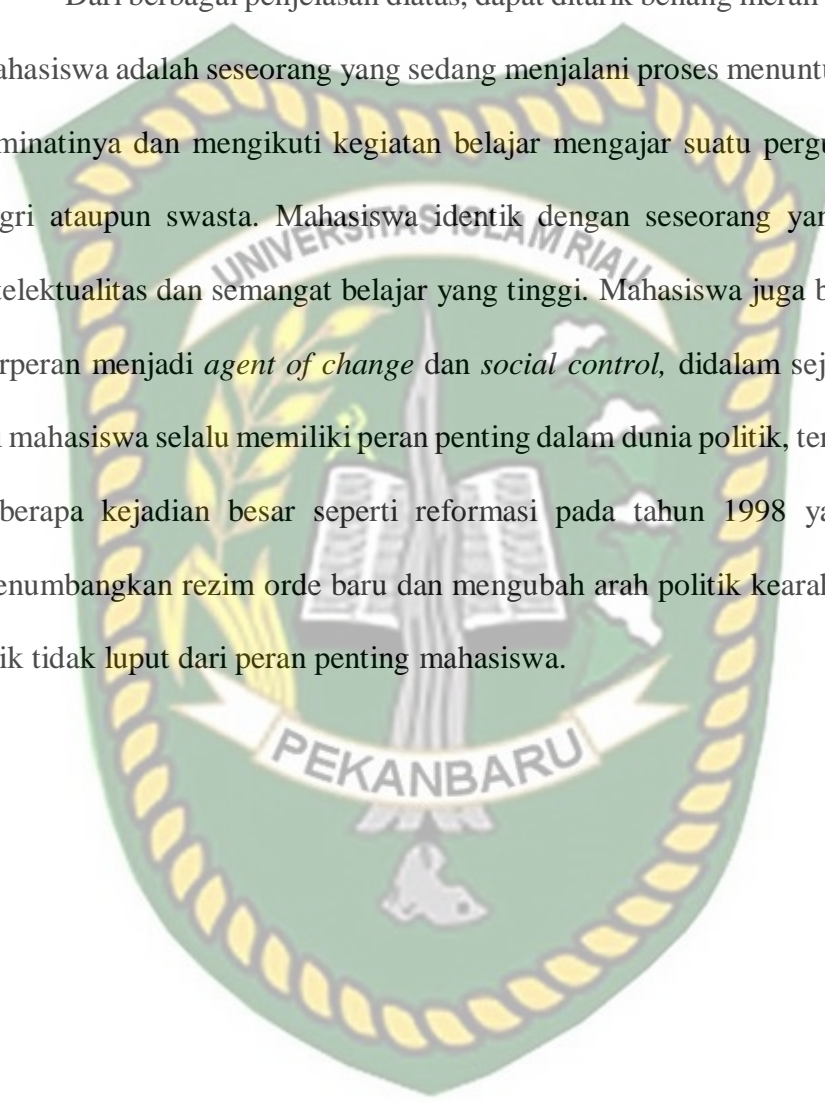 Dari berbagai penjelasan diatas, dapat ditarik benang merah
ahasiswa adalah seseorang yang sedang menjalani proses menuntu
minatinya dan mengikuti kegiatan belajar mengajar suatu pergu
gri ataupun swasta. Mahasiswa identik dengan seseorang yan
telektualitas dan semangat belajar yang tinggi. Mahasiswa juga b
rperan menjadi agent of change dan social control, didalam sej
mahasiswa selalu memiliki peran penting dalam dunia politik, ter
berapa kejadian besar seperti reformasi pada tahun 1998 ya
enumbangkan rezim orde baru dan mengubah arah politik kearah
ik tidak luput dari peran penting mahasiswa.
UNIVERSITAS ISLAM RIAU
PEKANBARU